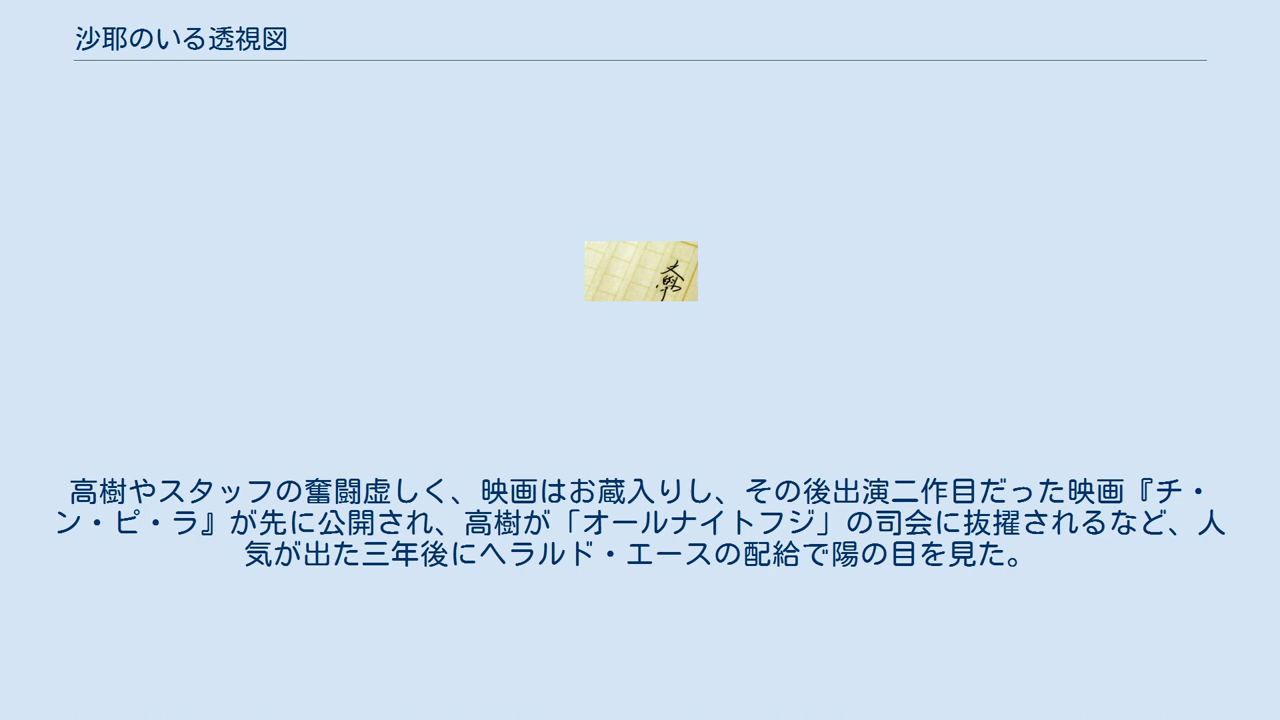 沙耶のいる透視図
高樹やスタッフの奮闘虚しく、映画はお蔵入りし、その後出演二作目だった映画『チ・
ン・ピ・ラ』が先に公開され、高樹が「オールナイトフジ」の司会に抜擢されるなど、人
気が出た三年後にヘラルド・エースの配給で陽の目を見た。